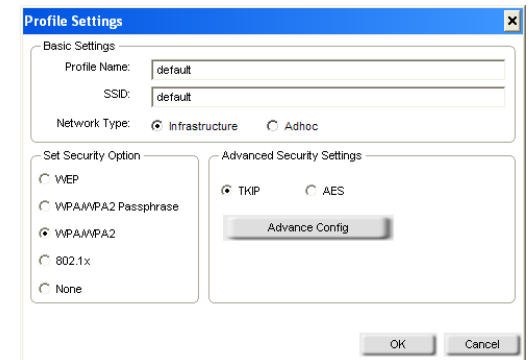 Profile Settings
Basic Settings
Profile Name: default
SSID: default
Network Type: Infrastructure Adhoc
Set Security Option
WEP
WPA/WPA2 Passphrase
WPA/WPA2
802.1x
None
Advanced Security Settings
TKIP AES
Advance Config
OK Cancel